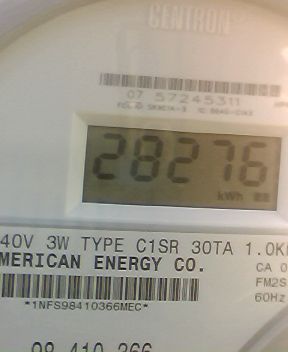 CENTRON
07 57245311
28276
kWh
40V 3W TYPE C1SR 30TA 1.0K
MERICAN ENERGY CO.
CA 0
FM2S
60Hz
*1NFS98410366MEC*
98 410 366